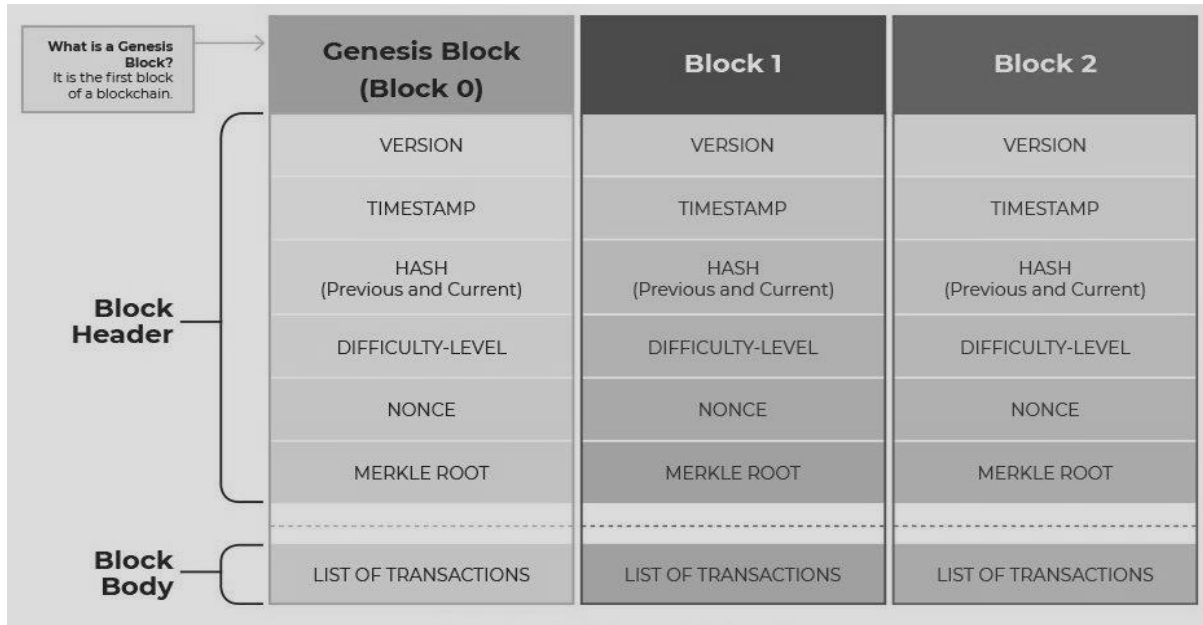 What is a Genesis
Block?
It is the first block
of a blockchain.
Genesis Block
(Block 0)
Block 1
Block 2
Block
Header
VERSION
VERSION
VERSION
TIMESTAMP
TIMESTAMP
TIMESTAMP
HASH
(Previous and Current)
HASH
(Previous and Current)
HASH
(Previous and Current)
DIFFICULTY-LEVEL
DIFFICULTY-LEVEL
DIFFICULTY-LEVEL
NONCE
NONCE
NONCE
MERKLE ROOT
MERKLE ROOT
MERKLE ROOT
Block
Body
LIST OF TRANSACTIONS
LIST OF TRANSACTIONS
LIST OF TRANSACTIONS